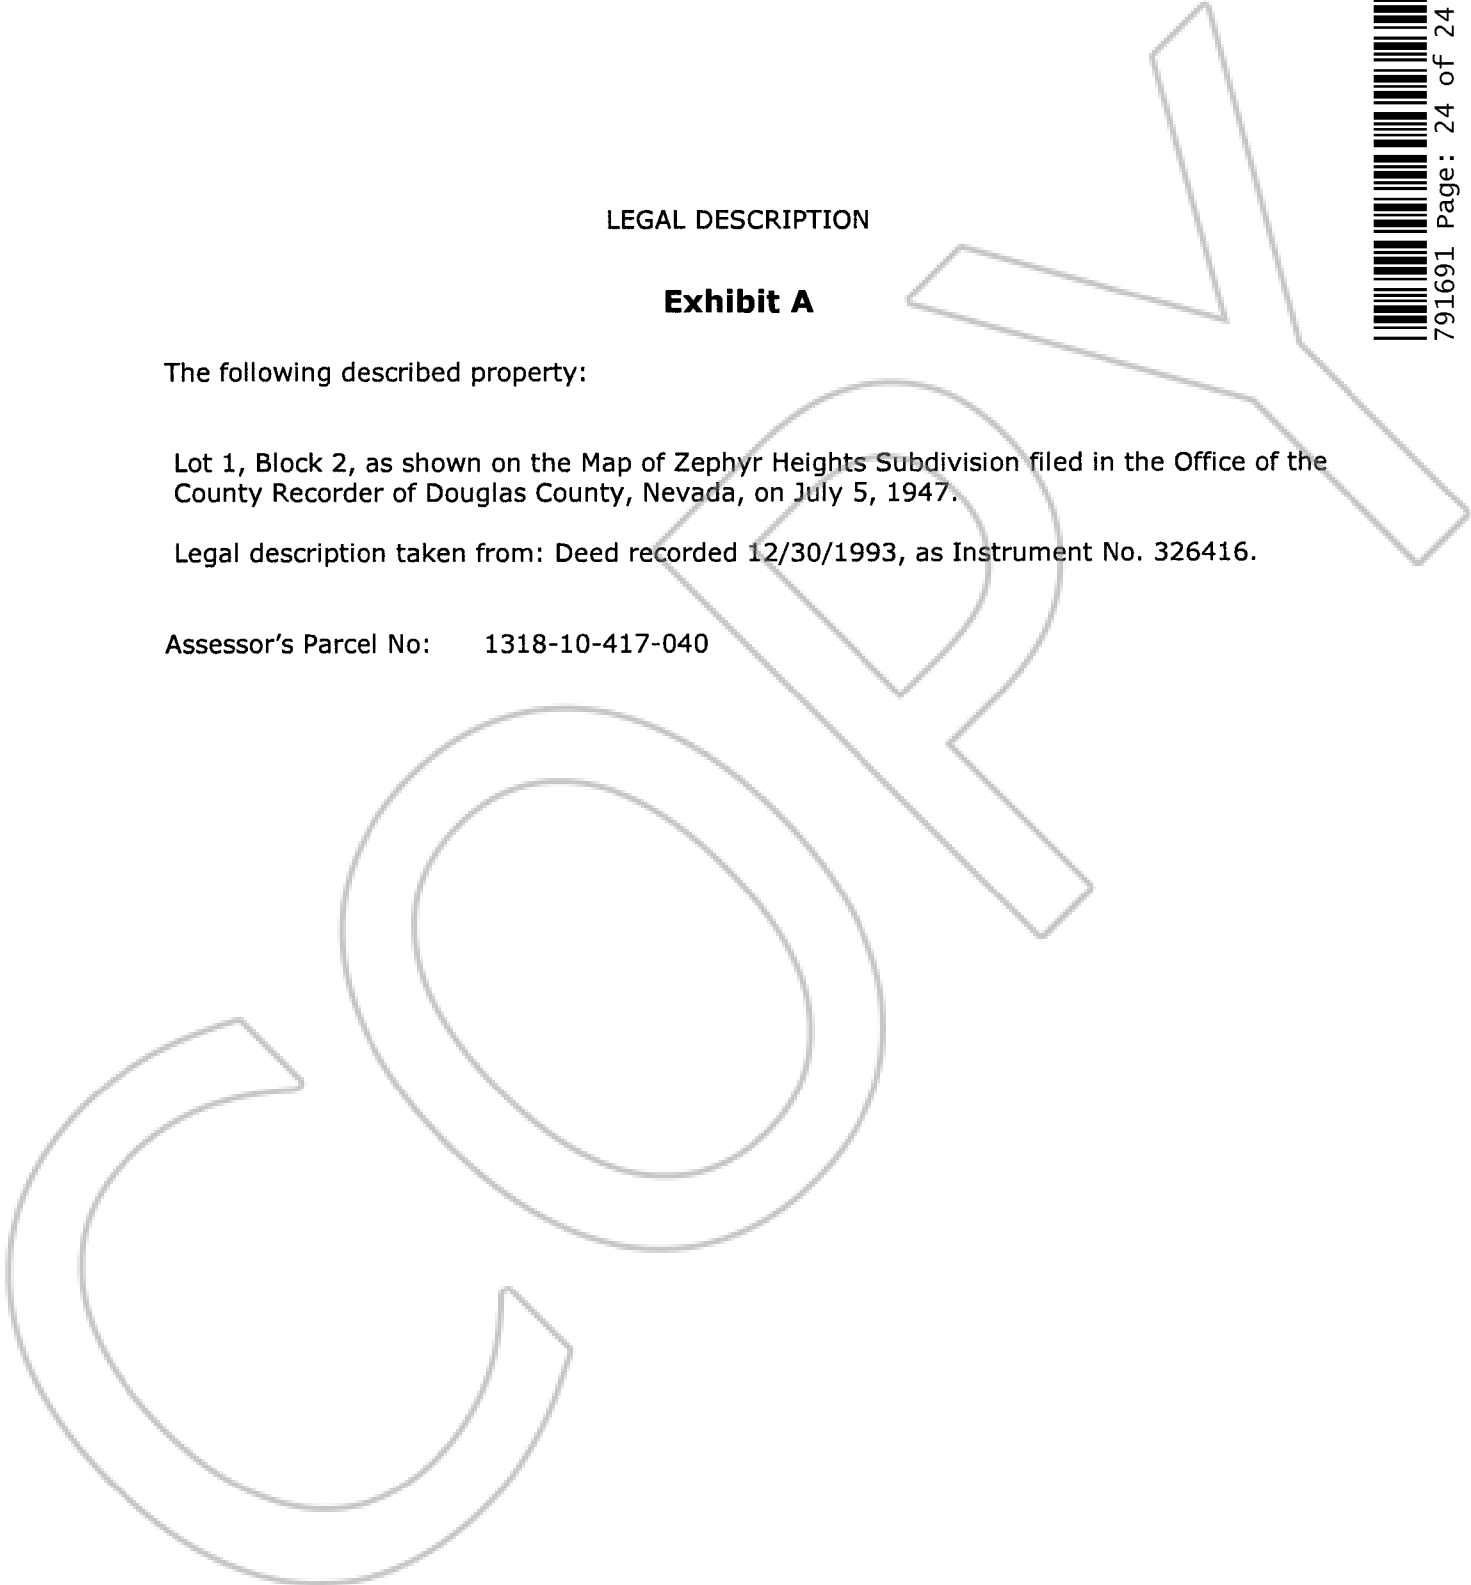 791691 Page: 24 of 24
LEGAL DESCRIPTION
Exhibit A
The following described property:
Lot 1, Block 2, as shown on the Map of Zephyr Heights Subdivision filed in the Office of the
County Recorder of Douglas County, Nevada, on July 5, 1947.
Legal description taken from: Deed recorded 12/30/1993, as Instrument No. 326416.
Assessor's Parcel No: 1318-10-417-040
COPY